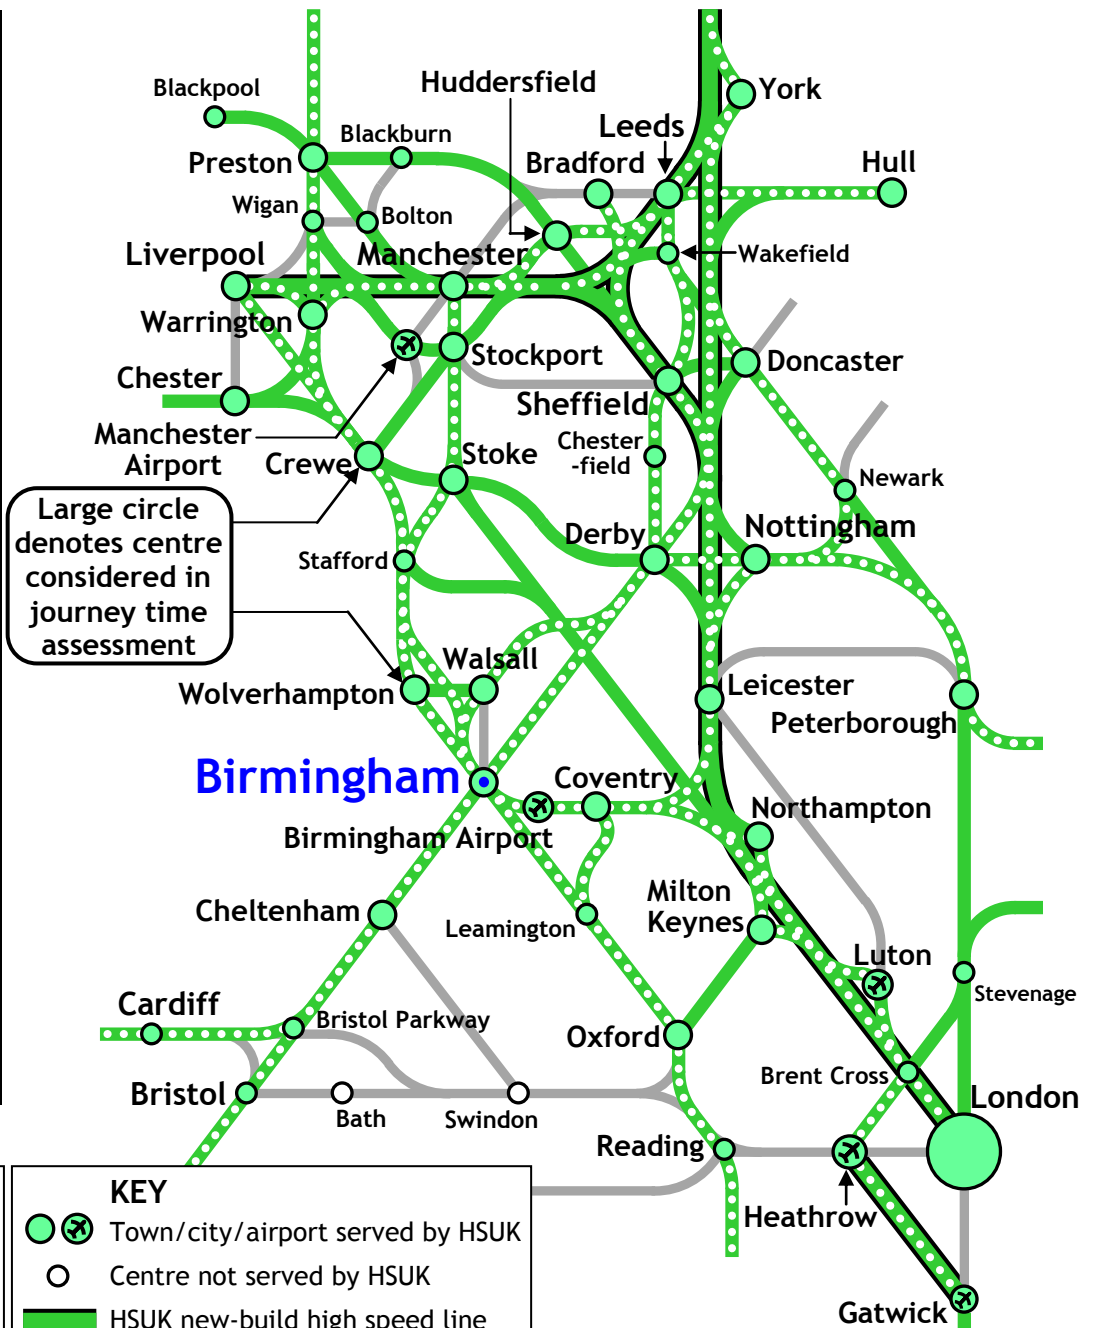 Huddersfield
Blackpool
York
Leeds
Blackburn
Bradford
Preston
Hull
Wigan
Bolton
Liverpool
Manchester
Wakefield
Warrington
Stockport
Doncaster
Chester
Sheffield
Manchester
Airport
Chester
-field
Crewe
Stoke
Newark
Large circle
denotes centre
considered in
journey time
assessment
Nottingham
Derby
Stafford
Walsall
Wolverhampton
Leicester
Peterborough
Birmingham
Coventry
Northampton
Birmingham Airport
Milton
Keynes
Cheltenham
Leamington
Luton
Stevenage
Cardiff
Bristol Parkway
Oxford
Brent Cross
London
Bristol
Bath
Swindon
Reading
Heathrow
Gatwick
KEY
Town/city/airport served by HSUK
Centre not served by HSUK
HSUK new-build high speed line